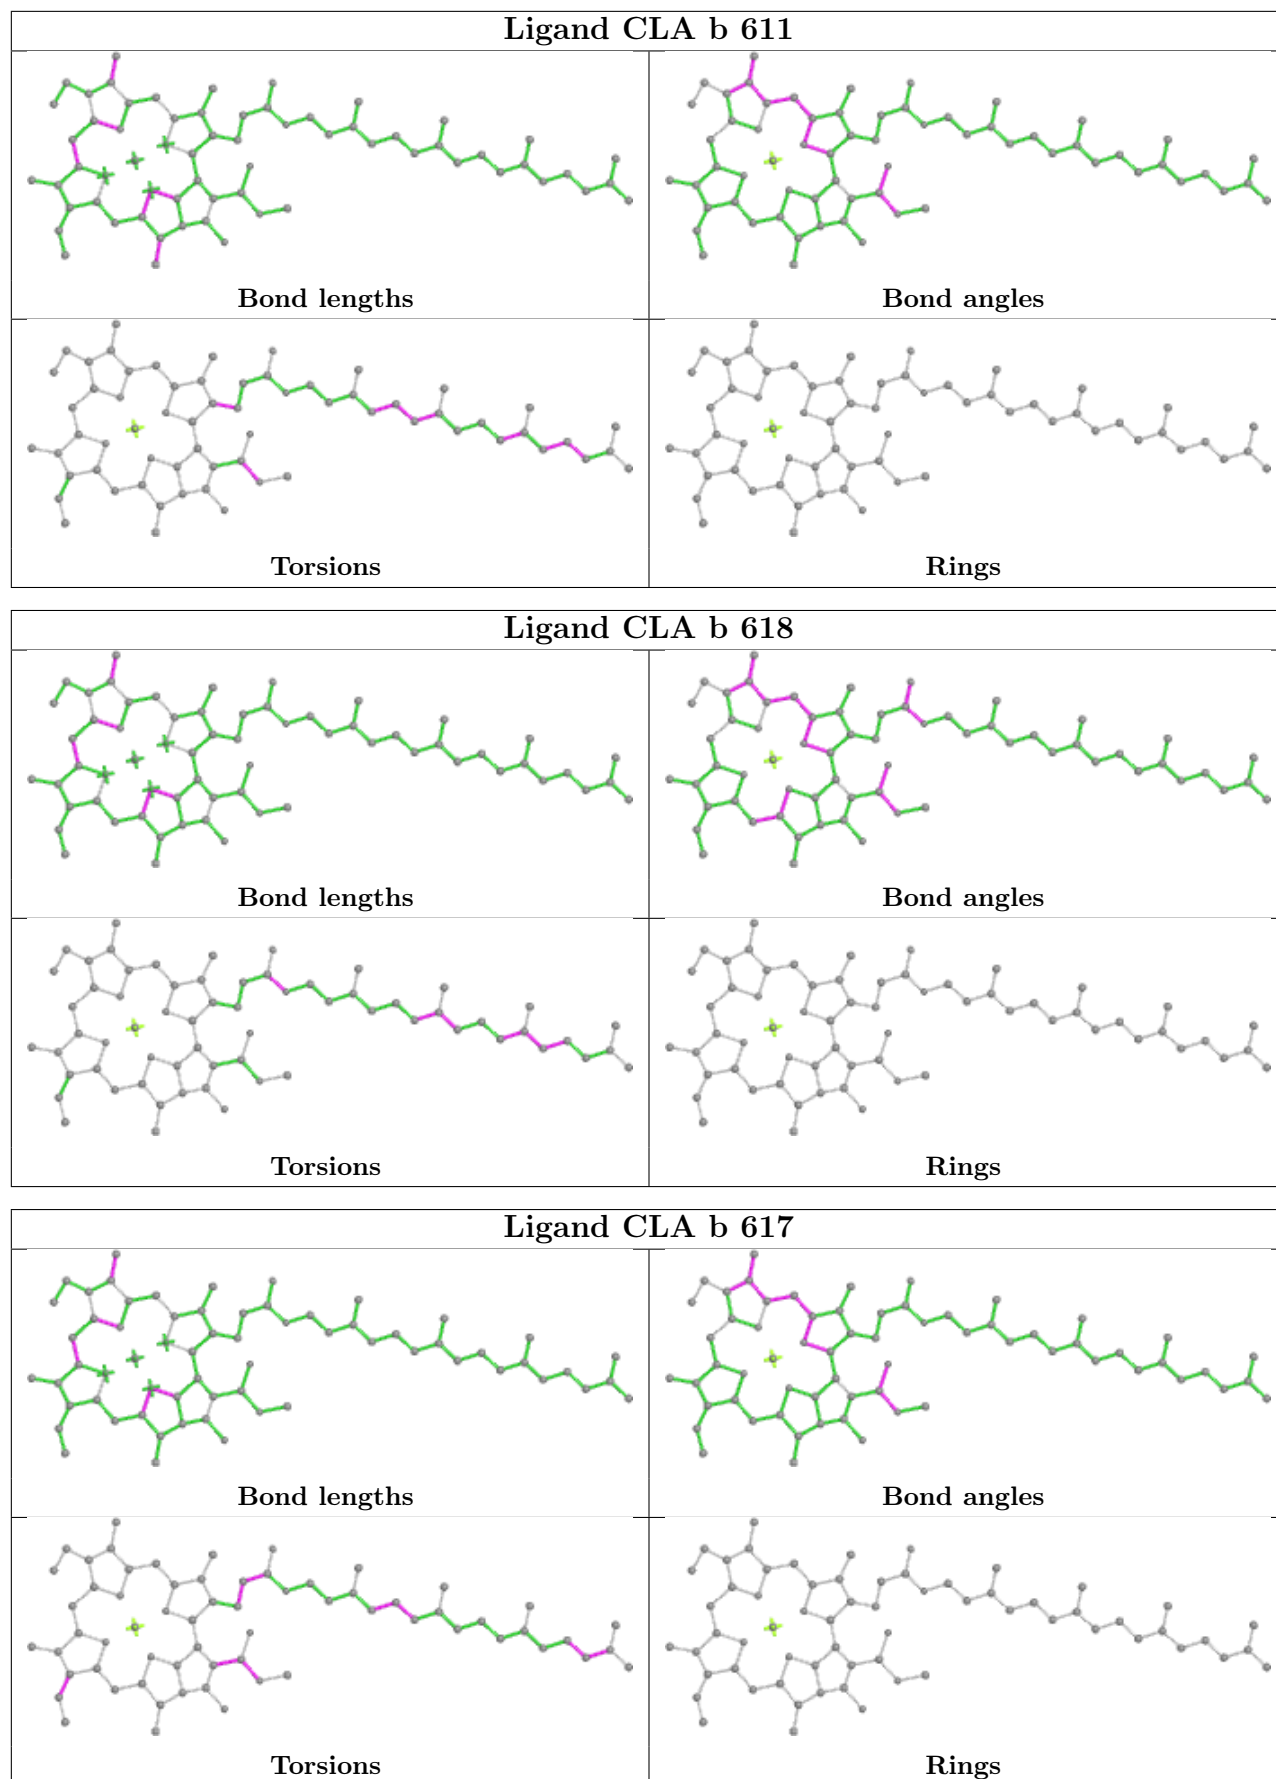 Ligand CLA b 611
Bond lengths
Bond angles
Torsions
Rings
Ligand CLA b 618
Bond lengths
Bond angles
Torsions
Rings
Ligand CLA b 617
Bond lengths
Bond angles
Torsions
Rings